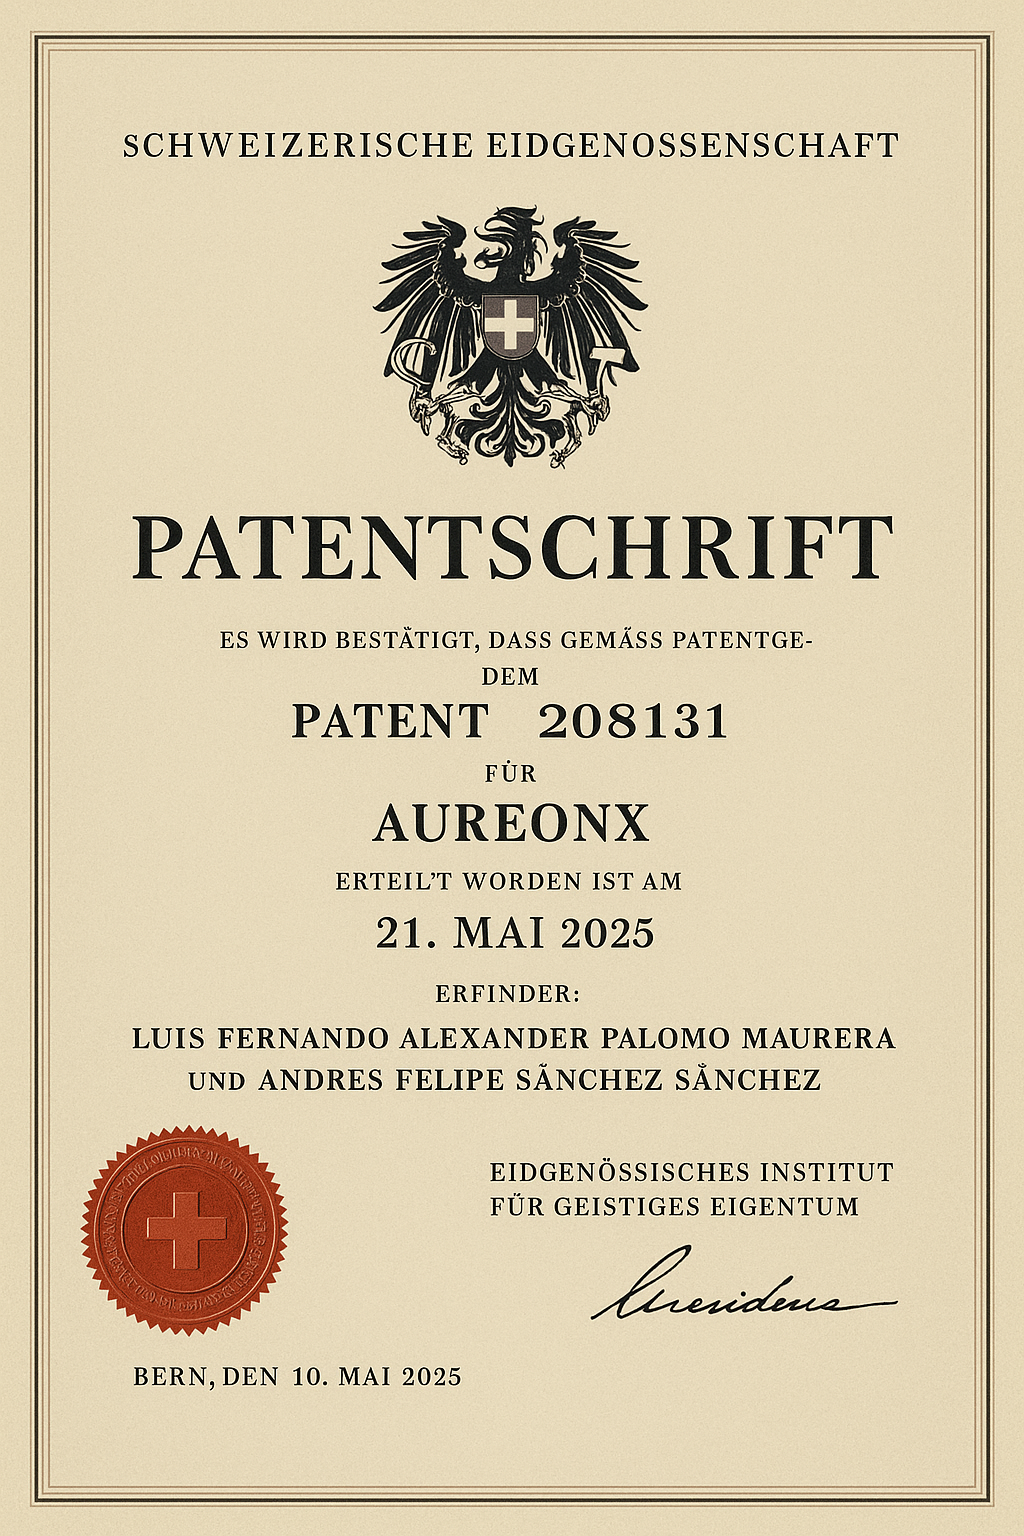 SCHWEIZERISCHE EIDGENOSSENSCHAFT
PATENTSCHRIFT
ES WIRD BESTÄTIGT, DASS GEMÄSS PATENTGE-
DEM
PATENT 208131
FÜR
AUREONX
ERTEIL'T WORDEN IST AM
21. MAI 2025
ERFINDER:
LUIS FERNANDO ALEXANDER PALOMO MAURERA
UND ANDRES FELIPE SÄNCHEZ SÄNCHEZ
EIDGENÖSSISCHES INSTITUT
FÜR GEISTIGES EIGENTUM
BERN, DEN 10. MAI 2025